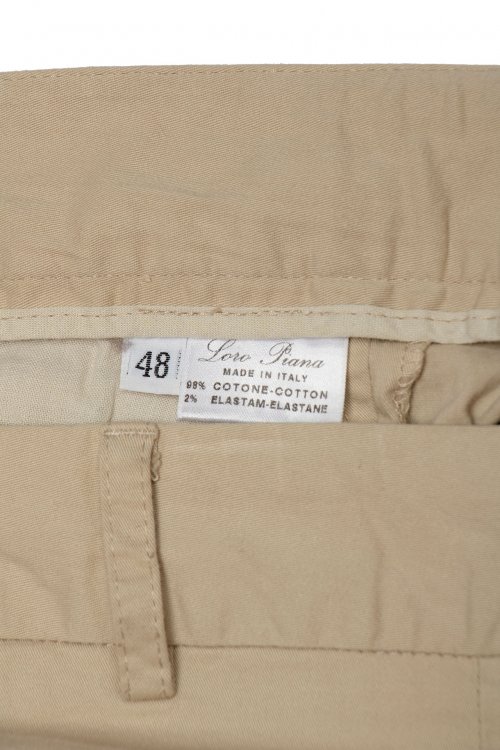 48
Loro Piana
MADE IN ITALY
98% COTONE-COTTON
2% ELASTAM-ELASTANE